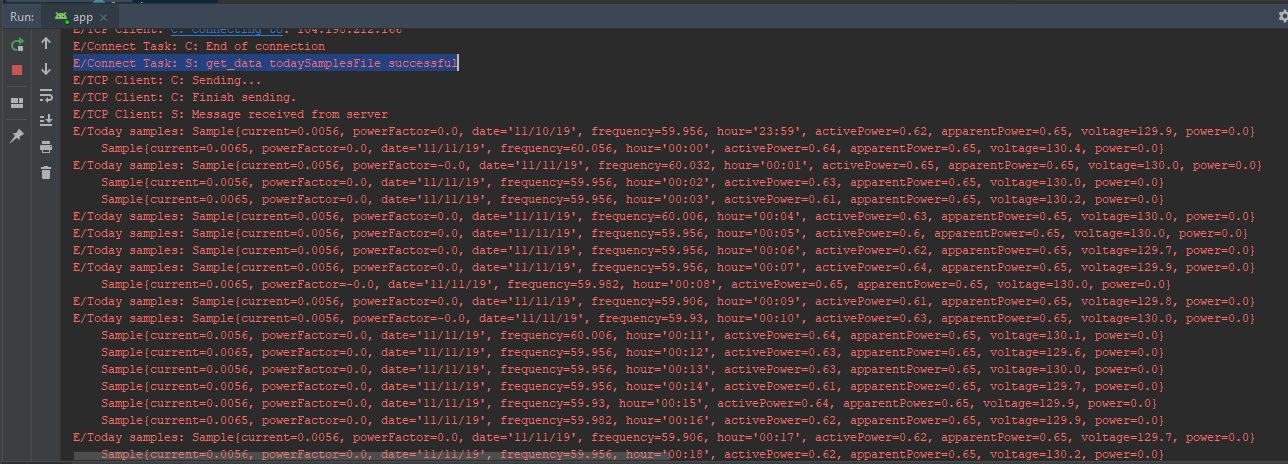 Run:
app
E/TCP Client: C: Connecting to:
E/Connect Task: C: End of connection
E/Connect Task: S: get_data todaySamplesFile successful
E/TCP Client: C: Sending...
E/TCP Client: C: Finish sending.
E/TCP Client: S: Message received from server
E/Today samples: Sample{current=0.0056, powerFactor=0.0, date='11/10/19', frequency=59.956, hour='23:59', activePower=0.62, apparentPower=0.65, voltage=129.9, power=0.0}
Sample{current=0.0065, powerFactor=0.0, date='11/11/19', frequency=60.056, hour='00:00', activePower=0.64, apparentPower=0.65, voltage=130.4, power=0.0}
E/Today samples: Sample{current=0.0056, powerFactor=-0.0, date='11/11/19', frequency=60.032, hour='00:01', activePower=0.65, apparentPower=0.65, voltage=130.0, power=0.0}
Sample{current=0.0056, powerFactor=0.0, date='11/11/19', frequency=59.956, hour='00:02', activePower=0.63, apparentPower=0.65, voltage=130.0, power=0.0}
Sample{current=0.0056, powerFactor=0.0, date='11/11/19', frequency=59.956, hour='00:03', activePower=0.61, apparentPower=0.65, voltage=130.2, power=0.0}
E/Today samples: Sample{current=0.0056, powerFactor=0.0, date='11/11/19', frequency=60.006, hour='00:04', activePower=0.63, apparentPower=0.65, voltage=130.0, power=0.0}
E/Today samples: Sample{current=0.0056, powerFactor=0.0, date='11/11/19', frequency=59.956, hour='00:05', activePower=0.6, apparentPower=0.65, voltage=130.0, power=0.0}
E/Today samples: Sample{current=0.0056, powerFactor=0.0, date='11/11/19', frequency=59.956, hour='00:06', activePower=0.62, apparentPower=0.65, voltage=129.7, power=0.0}
E/Today samples: Sample{current=0.0056, powerFactor=0.0, date='11/11/19', frequency=59.956, hour='00:07', activePower=0.64, apparentPower=0.65, voltage=129.9, power=0.0}
Sample{current=0.0065, powerFactor=-0.0, date='11/11/19', frequency=59.982, hour='00:08', activePower=0.65, apparentPower=0.65, voltage=130.0, power=0.0}
E/Today samples: Sample{current=0.0065, powerFactor=0.0, date='11/11/19', frequency=59.906, hour='00:09', activePower=0.61, apparentPower=0.65, voltage=129.8, power=0.0}
E/Today samples: Sample{current=0.0056, powerFactor=-0.0, date='11/11/19', frequency=59.93, hour='00:10', activePower=0.63, apparentPower=0.65, voltage=130.0, power=0.0}
Sample{current=0.0056, powerFactor=0.0, date='11/11/19', frequency=60.006, hour='00:11', activePower=0.64, apparentPower=0.65, voltage=130.1, power=0.0}
Sample{current=0.0065, powerFactor=0.0, date='11/11/19', frequency=59.956, hour='00:12', activePower=0.63, apparentPower=0.65, voltage=129.6, power=0.0}
Sample{current=0.0056, powerFactor=0.0, date='11/11/19', frequency=59.956, hour='00:13', activePower=0.63, apparentPower=0.65, voltage=130.0, power=0.0}
Sample{current=0.0056, powerFactor=0.0, date='11/11/19', frequency=59.956, hour='00:14', activePower=0.61, apparentPower=0.65, voltage=129.7, power=0.0}
Sample{current=0.0065, powerFactor=0.0, date='11/11/19', frequency=59.93, hour='00:15', activePower=0.64, apparentPower=0.65, voltage=129.9, power=0.0}
Sample{current=0.0056, powerFactor=0.0, date='11/11/19', frequency=59.982, hour='00:16', activePower=0.62, apparentPower=0.65, voltage=129.9, power=0.0}
E/Today samples: Sample{current=0.0056, powerFactor=0.0, date='11/11/19', frequency=59.906, hour='00:17', activePower=0.62, apparentPower=0.65, voltage=129.7, power=0.0}
Sample{current=0.0056, powerFactor=0.0, date='11/11/19', frequency=59.956, hour='00:18', activePower=0.62, apparentPower=0.65, voltage=130.2, power=0.0}